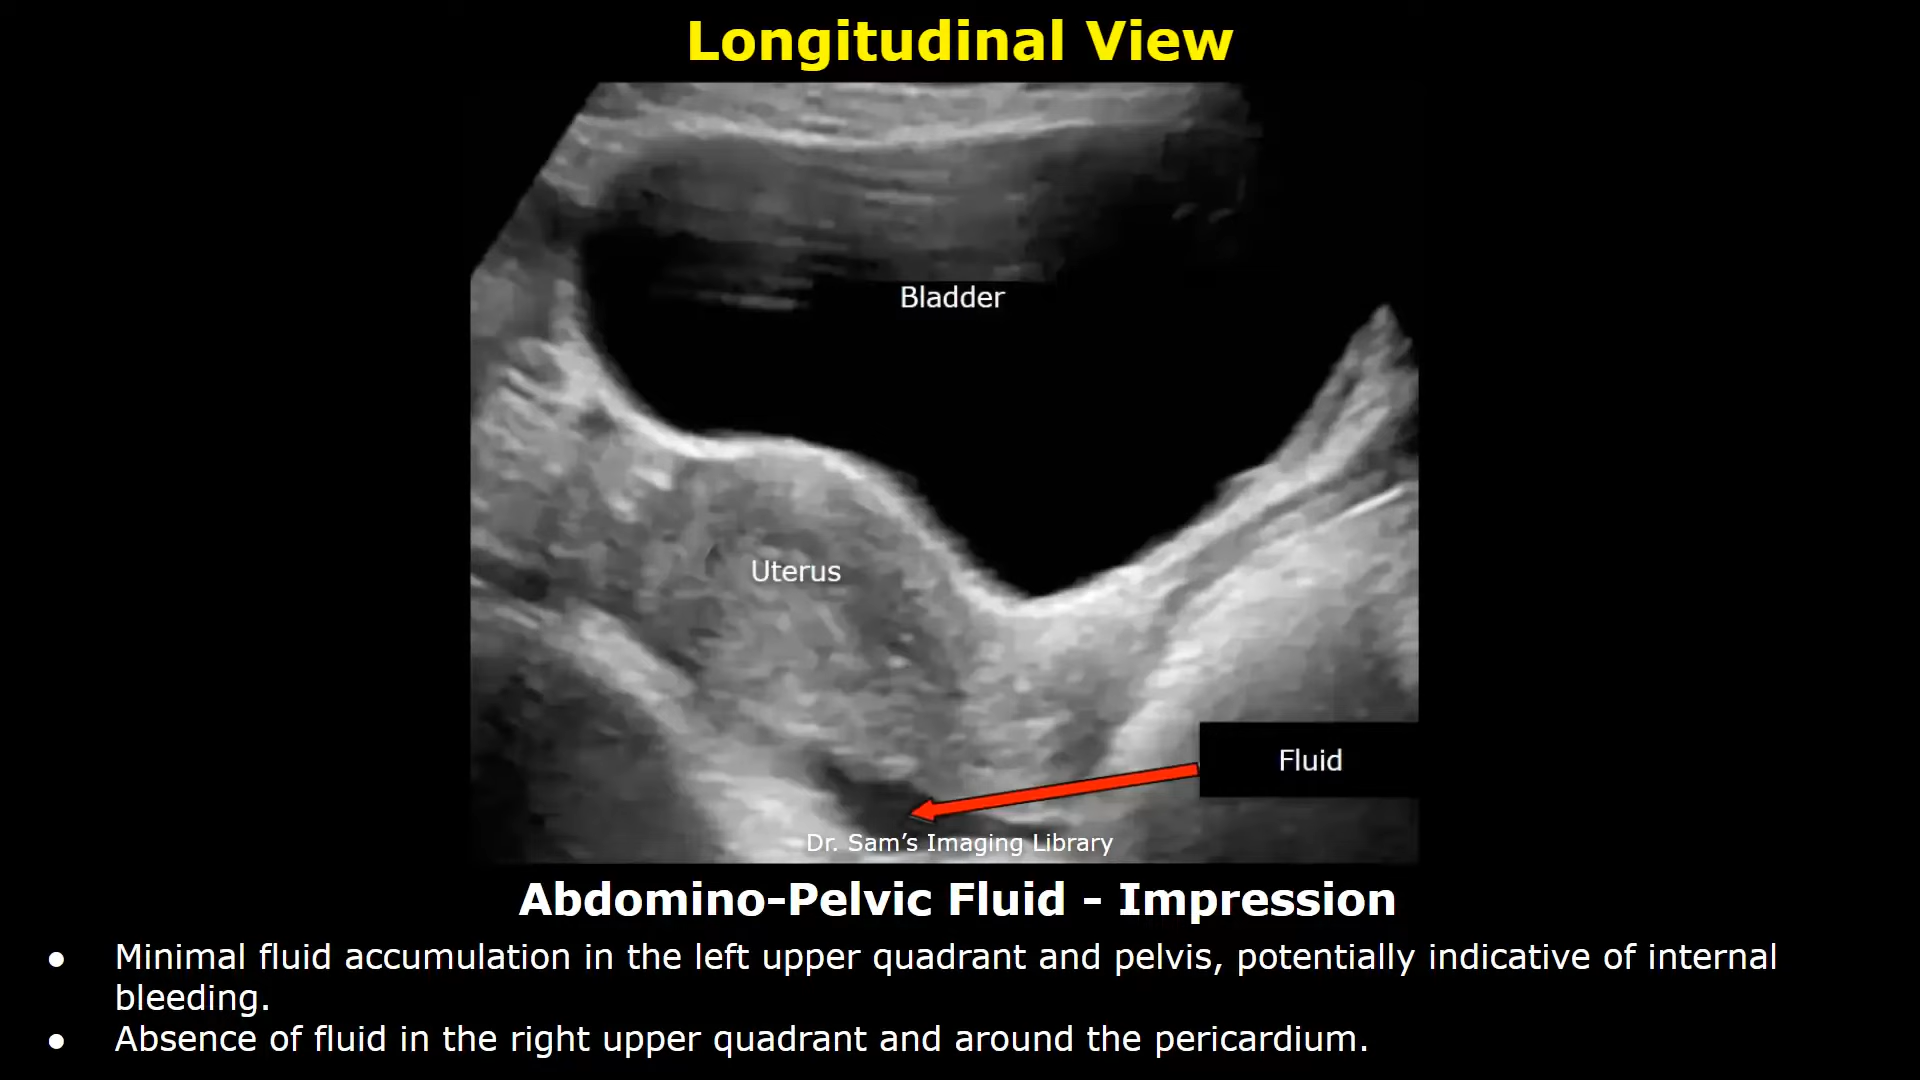 Longitudinal View
Bladder
Uterus
Fluid
Dr. Sam’s Imaging Library
Abdomino-Pelvic Fluid – Impression
● Minimal fluid accumulation in the left upper quadrant and pelvis, potentially indicative of internal
bleeding.
● Absence of fluid in the right upper quadrant and around the pericardium.